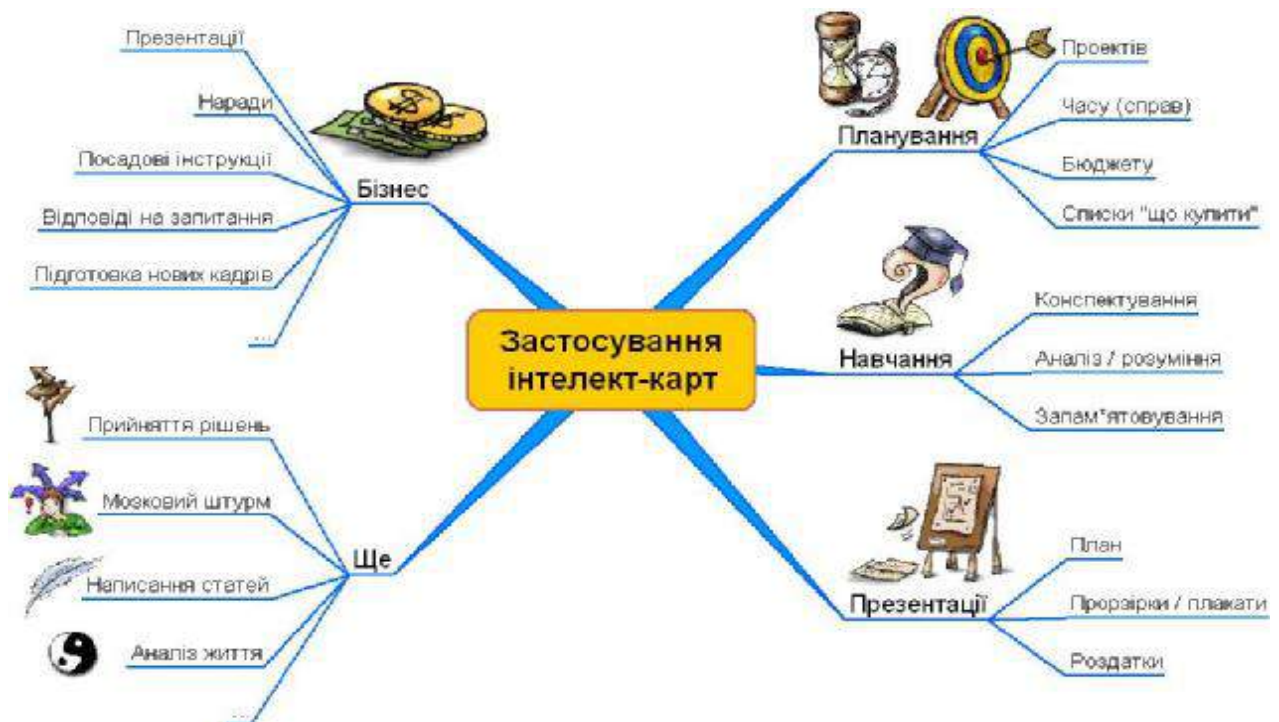 Застосування
інтелект-карт
Планування
Проектів
Часу (справ)
Бюджету
Списки "що купити"
Навчання
Конспектування
Аналіз / розуміння
Запам"ятовування
Презентації
План
Прорзірки / плакати
Роздатки
Бізнес
Презентації
Наради
Посадові інструкції
Відповіді на запитання
Підготовка нових кадрів
...
Ще
Прийняття рішень
Мозковий штурм
Написання статей
Аналіз життя
...